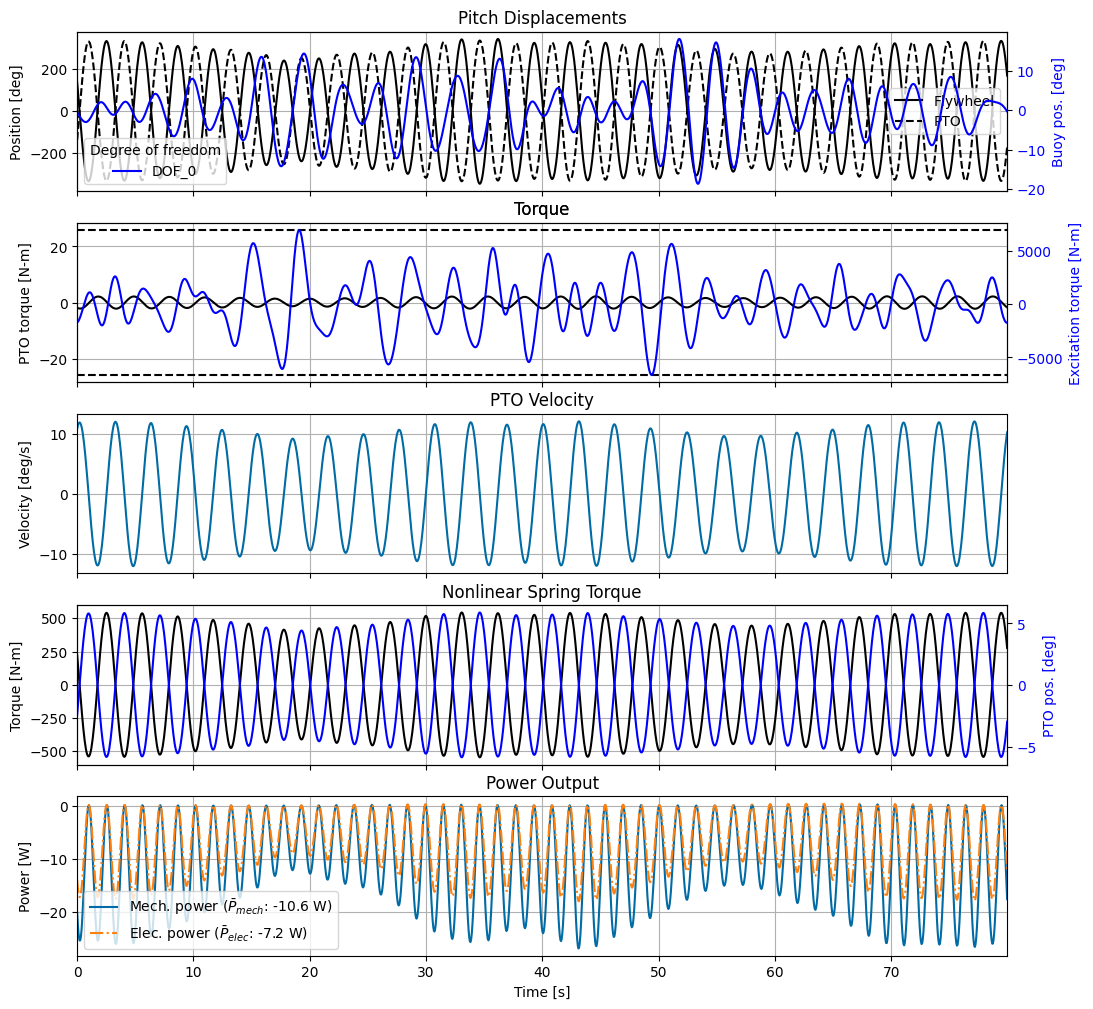 Pitch Displacements
Position [deg]
200
0
−200
Degree of freedom
DOF_0
Flywheel
PTO
10
0
−10
−20
Buoy pos. [deg]
Torque
PTO torque [N-m]
20
0
−20
5000
0
−5000
Excitation torque [N-m]
PTO Velocity
Velocity [deg/s]
10
0
−10
Nonlinear Spring Torque
Torque [N-m]
500
250
0
−250
−500
5
0
−5
PTO pos. [deg]
Power Output
Power [W]
0
−10
−20
Mech. power (P̄mech: -10.6 W)
Elec. power (P̄elec: -7.2 W)
0 10 20 30 40 50 60 70
Time [s]